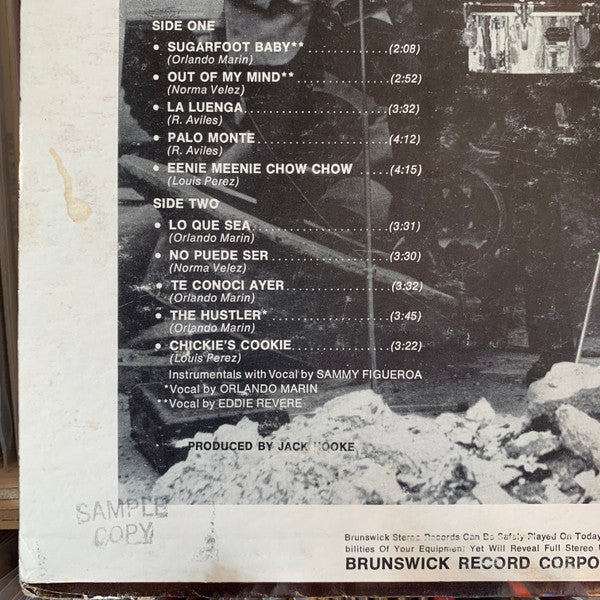 SIDE ONE
• SUGARFOOT BABY**...............(2:08)
(Orlando Marin)
• OUT OF MY MIND**...............(2:52)
(Norma Velez)
• LA LUENGA......................(3:32)
(R. Aviles)
• PALO MONTE.....................(4:12)
(R. Aviles)
• EENIE MEENIE CHOW CHOW .....(4:15)
(Louis Perez)
SIDE TWO
• LO QUE SEA.....................(3:31)
(Orlando Marin)
• NO PUEDE SER...................(3:30)
(Norma Velez)
• TE CONOCI AYER.................(3:32)
(Orlando Marin)
• THE HUSTLER*...................(3:45)
(Orlando Marin)
• CHICKIE'S COOKIE...............(3:22)
(Louis Perez)
Instrumentals with Vocal by SAMMY FIGUEROA
*Vocal by ORLANDO MARIN
**Vocal by EDDIE REVERE
PRODUCED BY JACK HOOKE
SAMPLE
COPY
Brunswick Stereo Records Can Be Safely Played On Today
bilities Of Your Equipment Yet Will Reveal Full Stereo
BRUNSWICK RECORD CORPO